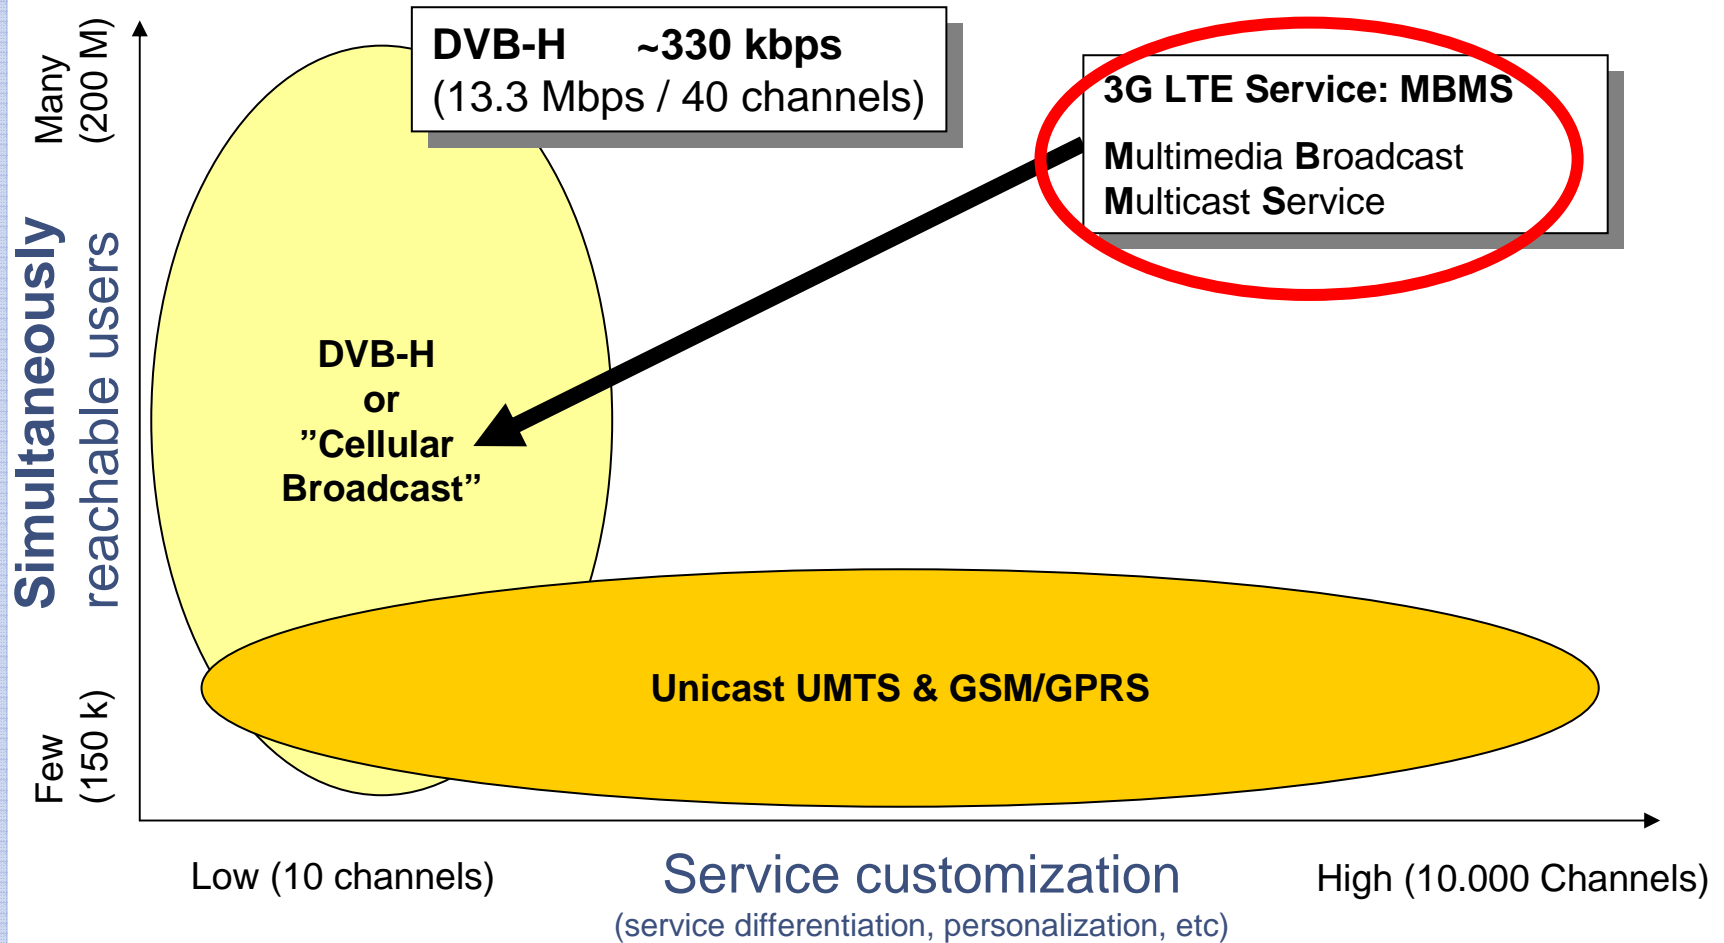 Many
(200 M)
DVB-H ~330 kbps
(13.3 Mbps / 40 channels)
3G LTE Service: MBMS
Multimedia Broadcast
Multicast Service
Simultaneously
reachable users
DVB-H
or
”Cellular
Broadcast”
Unicast UMTS & GSM/GPRS
Few
(150 k)
Low (10 channels)
Service customization
(service differentiation, personalization, etc)
High (10.000 Channels)